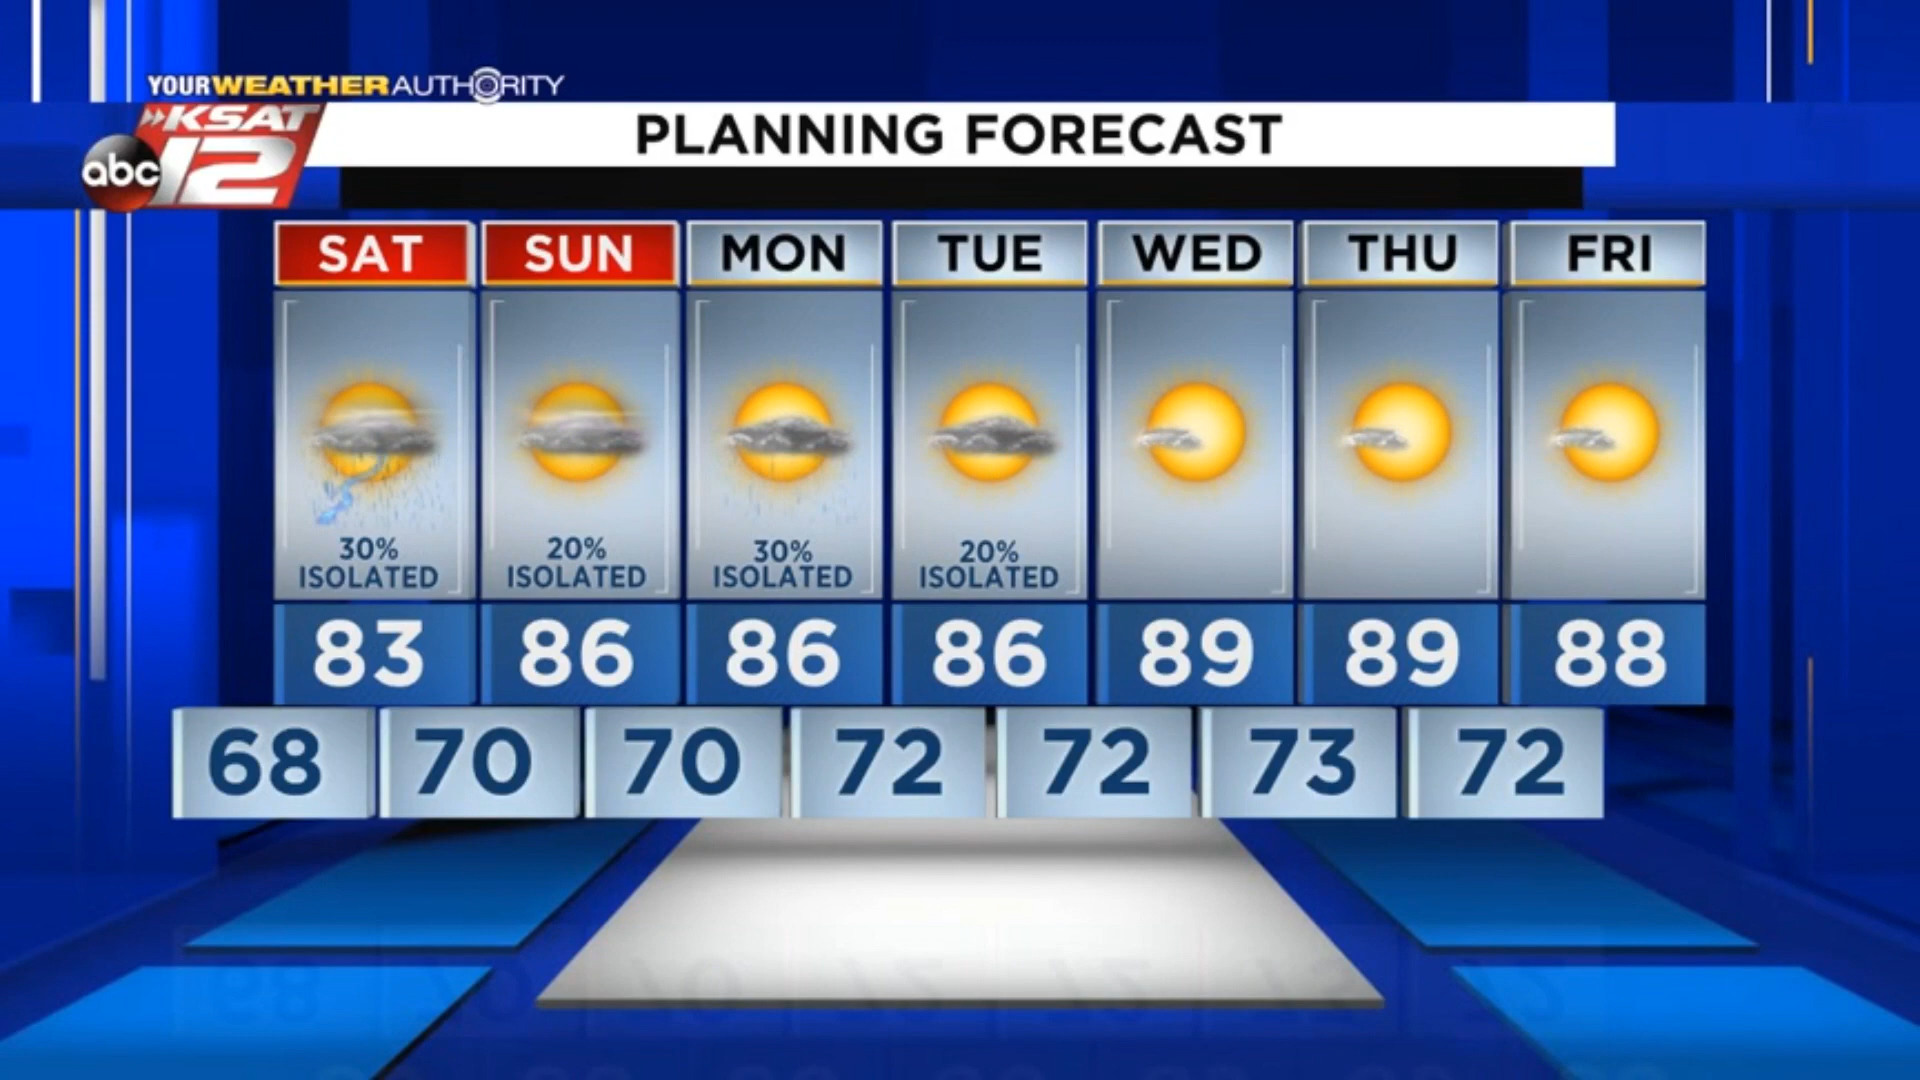 YOURWEATHERAUTHORITY
KSAT
abc 12
PLANNING FORECAST
SAT SUN MON TUE WED THU FRI
30% 20% 30% 20%
ISOLATED ISOLATED ISOLATED ISOLATED
83 86 86 86 89 89 88
68 70 70 72 72 73 72